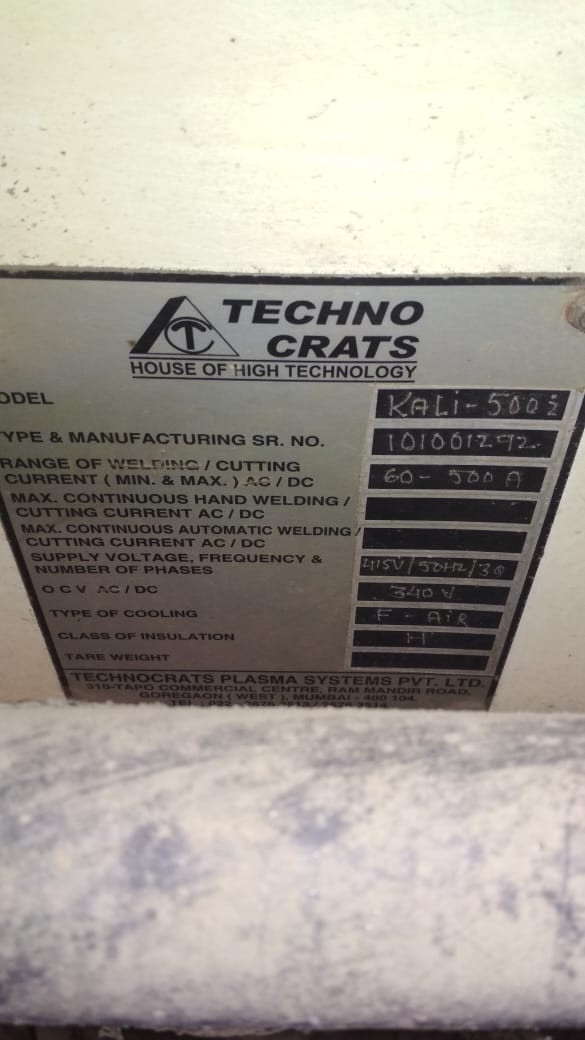 TECHNO
CRATS
HOUSE OF HIGH TECHNOLOGY
ODEL KALi-500i
YPE & MANUFACTURING SR. NO. 101001292
RANGE OF WELDING / CUTTING
CURRENT ( MIN. & MAX. ) AC / DC 60-500 A
MAX. CONTINUOUS HAND WELDING /
CUTTING CURRENT AC / DC
MAX. CONTINUOUS AUTOMATIC WELDING /
CUTTING CURRENT AC / DC
SUPPLY VOLTAGE, FREQUENCY &
NUMBER OF PHASES 415V/50HZ/3Φ
O C V AC / DC 340 V
TYPE OF COOLING F-AiR
CLASS OF INSULATION H
TARE WEIGHT
TECHNOCRATS PLASMA SYSTEMS PVT. LTD.
310-TAPO COMMERCIAL CENTRE, RAM MANDIR ROAD,
GOREGAON ( WEST ), MUMBAI - 400 104.